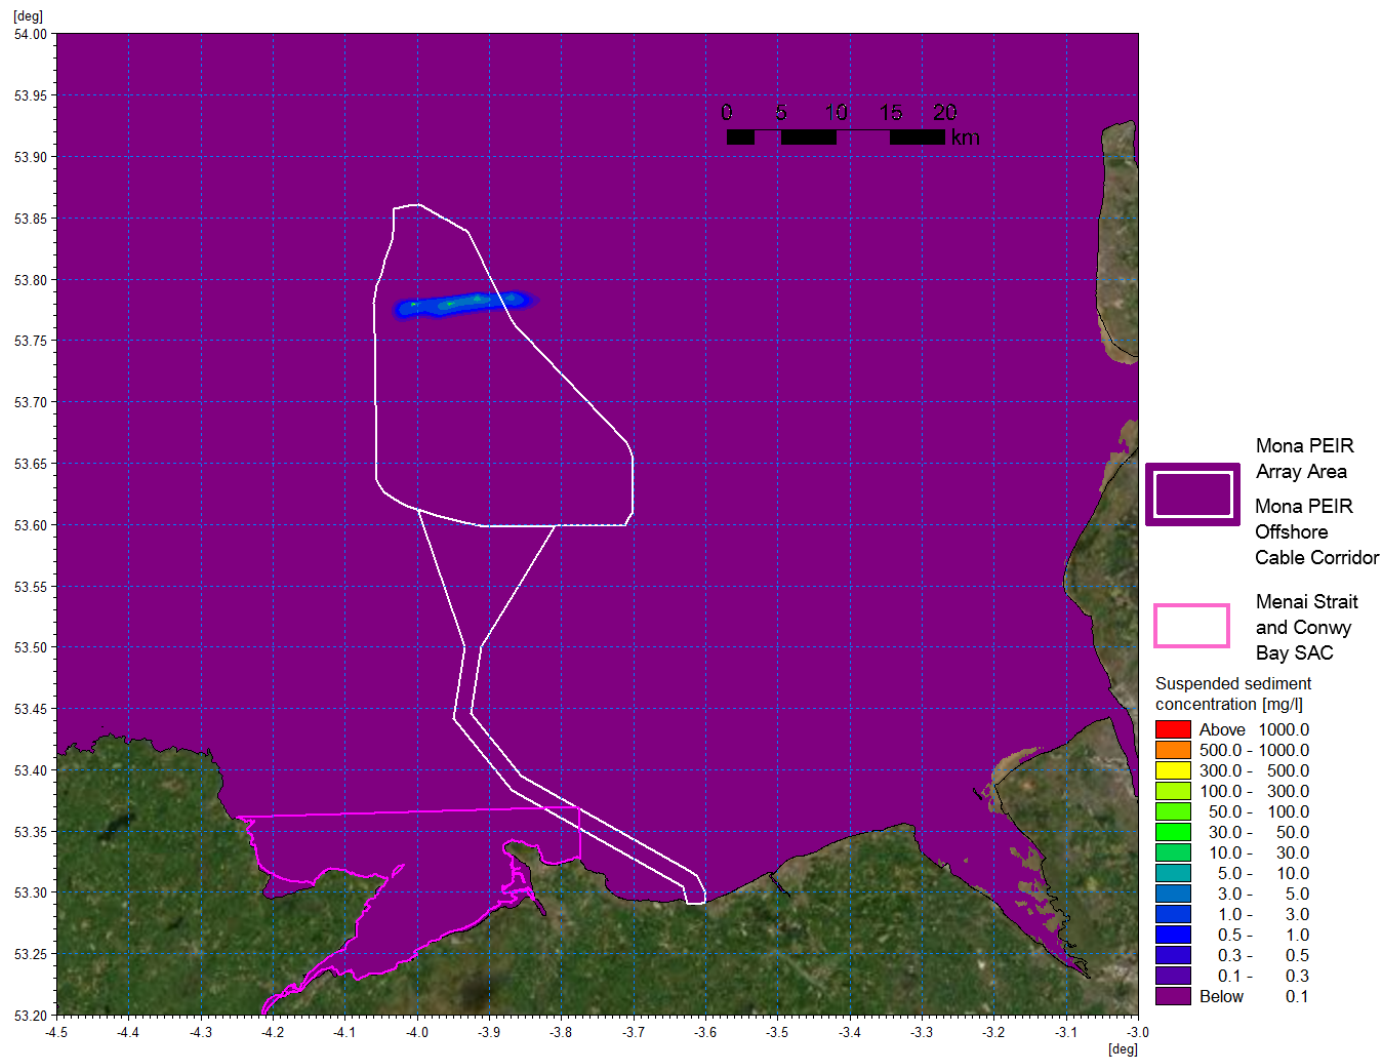 [deg]
54.00
53.95
53.90
53.85
53.80
53.75
53.70
53.65
53.60
53.55
53.50
53.45
53.40
53.35
53.30
53.25
53.20
-4.5 -4.4 -4.3 -4.2 -4.1 -4.0 -3.9 -3.8 -3.7 -3.6 -3.5 -3.4 -3.3 -3.2 -3.1 -3.0
[deg]
0 5 10 15 20
km
Mona PEIR
Array Area
Mona PEIR
Offshore
Cable Corridor
Menai Strait
and Conwy
Bay SAC
Suspended sediment
concentration [mg/l]
Above 1000.0
500.0 - 1000.0
300.0 - 500.0
100.0 - 300.0
50.0 - 100.0
30.0 - 50.0
10.0 - 30.0
5.0 - 10.0
3.0 - 5.0
1.0 - 3.0
0.5 - 1.0
0.3 - 0.5
0.1 - 0.3
Below 0.1